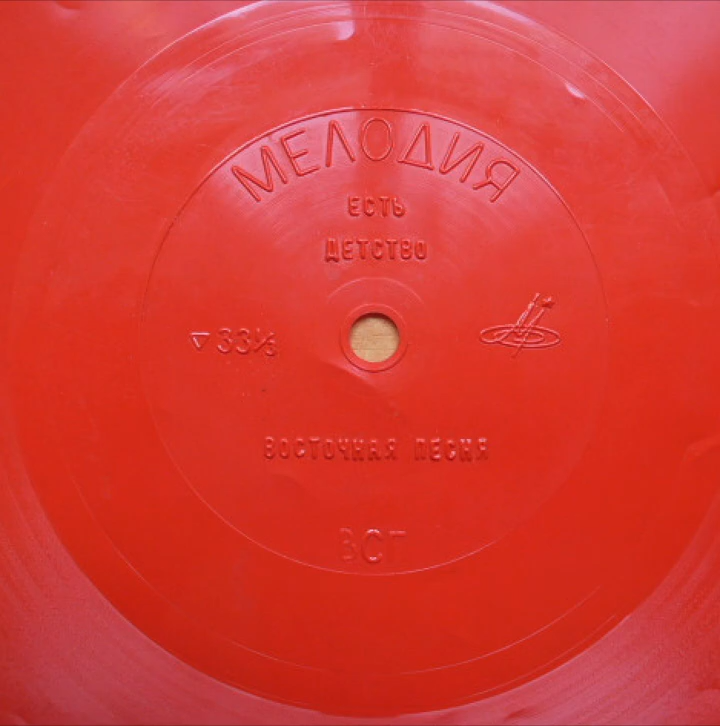 МЕЛОДИЯ
ЕСТЬ
ДЕТСТВО
▽ 33⅓
ВОСТОЧНАЯ ПЕСНЯ
ВСГ